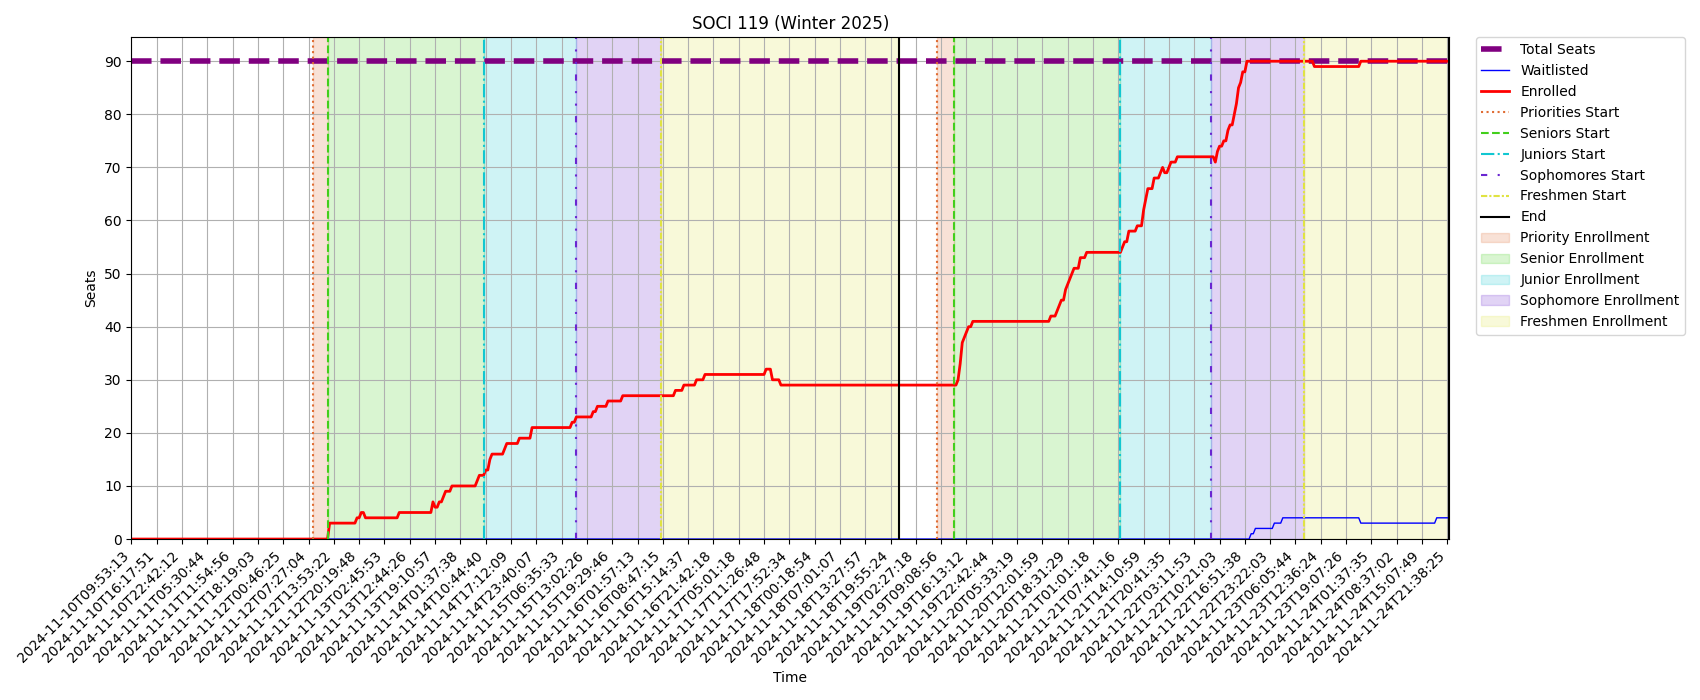 SOCI 119 (Winter 2025)
Seats
90
80
70
60
50
40
30
20
10
0
2024-11-10T09:53:13
2024-11-10T16:17:51
2024-11-10T22:42:12
2024-11-11T05:30:44
2024-11-11T11:54:56
2024-11-11T18:19:03
2024-11-12T00:46:25
2024-11-12T07:27:04
2024-11-12T13:53:22
2024-11-12T20:19:48
2024-11-13T02:45:53
2024-11-13T12:44:26
2024-11-13T19:10:57
2024-11-14T01:37:38
2024-11-14T10:44:40
2024-11-14T17:12:09
2024-11-14T23:40:07
2024-11-15T06:35:33
2024-11-15T13:02:26
2024-11-15T19:29:46
2024-11-16T01:57:13
2024-11-16T08:47:15
2024-11-16T15:14:37
2024-11-16T21:42:18
2024-11-17T05:01:18
2024-11-17T11:26:48
2024-11-17T17:52:34
2024-11-18T00:18:54
2024-11-18T07:01:07
2024-11-18T13:27:57
2024-11-18T19:55:24
2024-11-19T02:27:18
2024-11-19T09:08:56
2024-11-19T16:13:12
2024-11-19T22:42:44
2024-11-20T05:33:19
2024-11-20T12:01:59
2024-11-20T18:31:29
2024-11-21T01:01:18
2024-11-21T07:41:16
2024-11-21T14:10:59
2024-11-21T20:41:35
2024-11-22T03:11:53
2024-11-22T10:21:03
2024-11-22T16:51:38
2024-11-22T23:22:03
2024-11-23T06:05:44
2024-11-23T12:36:24
2024-11-23T19:07:26
2024-11-24T01:37:35
2024-11-24T08:37:02
2024-11-24T15:07:49
2024-11-24T21:38:25
Time
Total Seats
Waitlisted
Enrolled
Priorities Start
Seniors Start
Juniors Start
Sophomores Start
Freshmen Start
End
Priority Enrollment
Senior Enrollment
Junior Enrollment
Sophomore Enrollment
Freshmen Enrollment